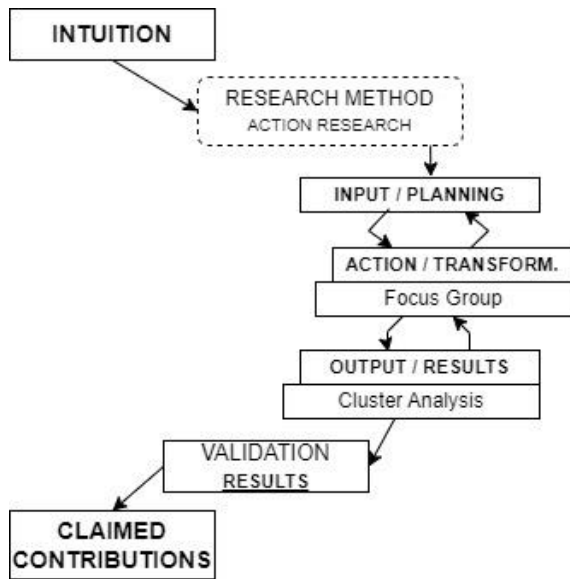 INTUITION
RESEARCH METHOD
ACTION RESEARCH
INPUT / PLANNING
ACTION / TRANSFORM.
Focus Group
OUTPUT / RESULTS
Cluster Analysis
VALIDATION
RESULTS
CLAIMED
CONTRIBUTIONS